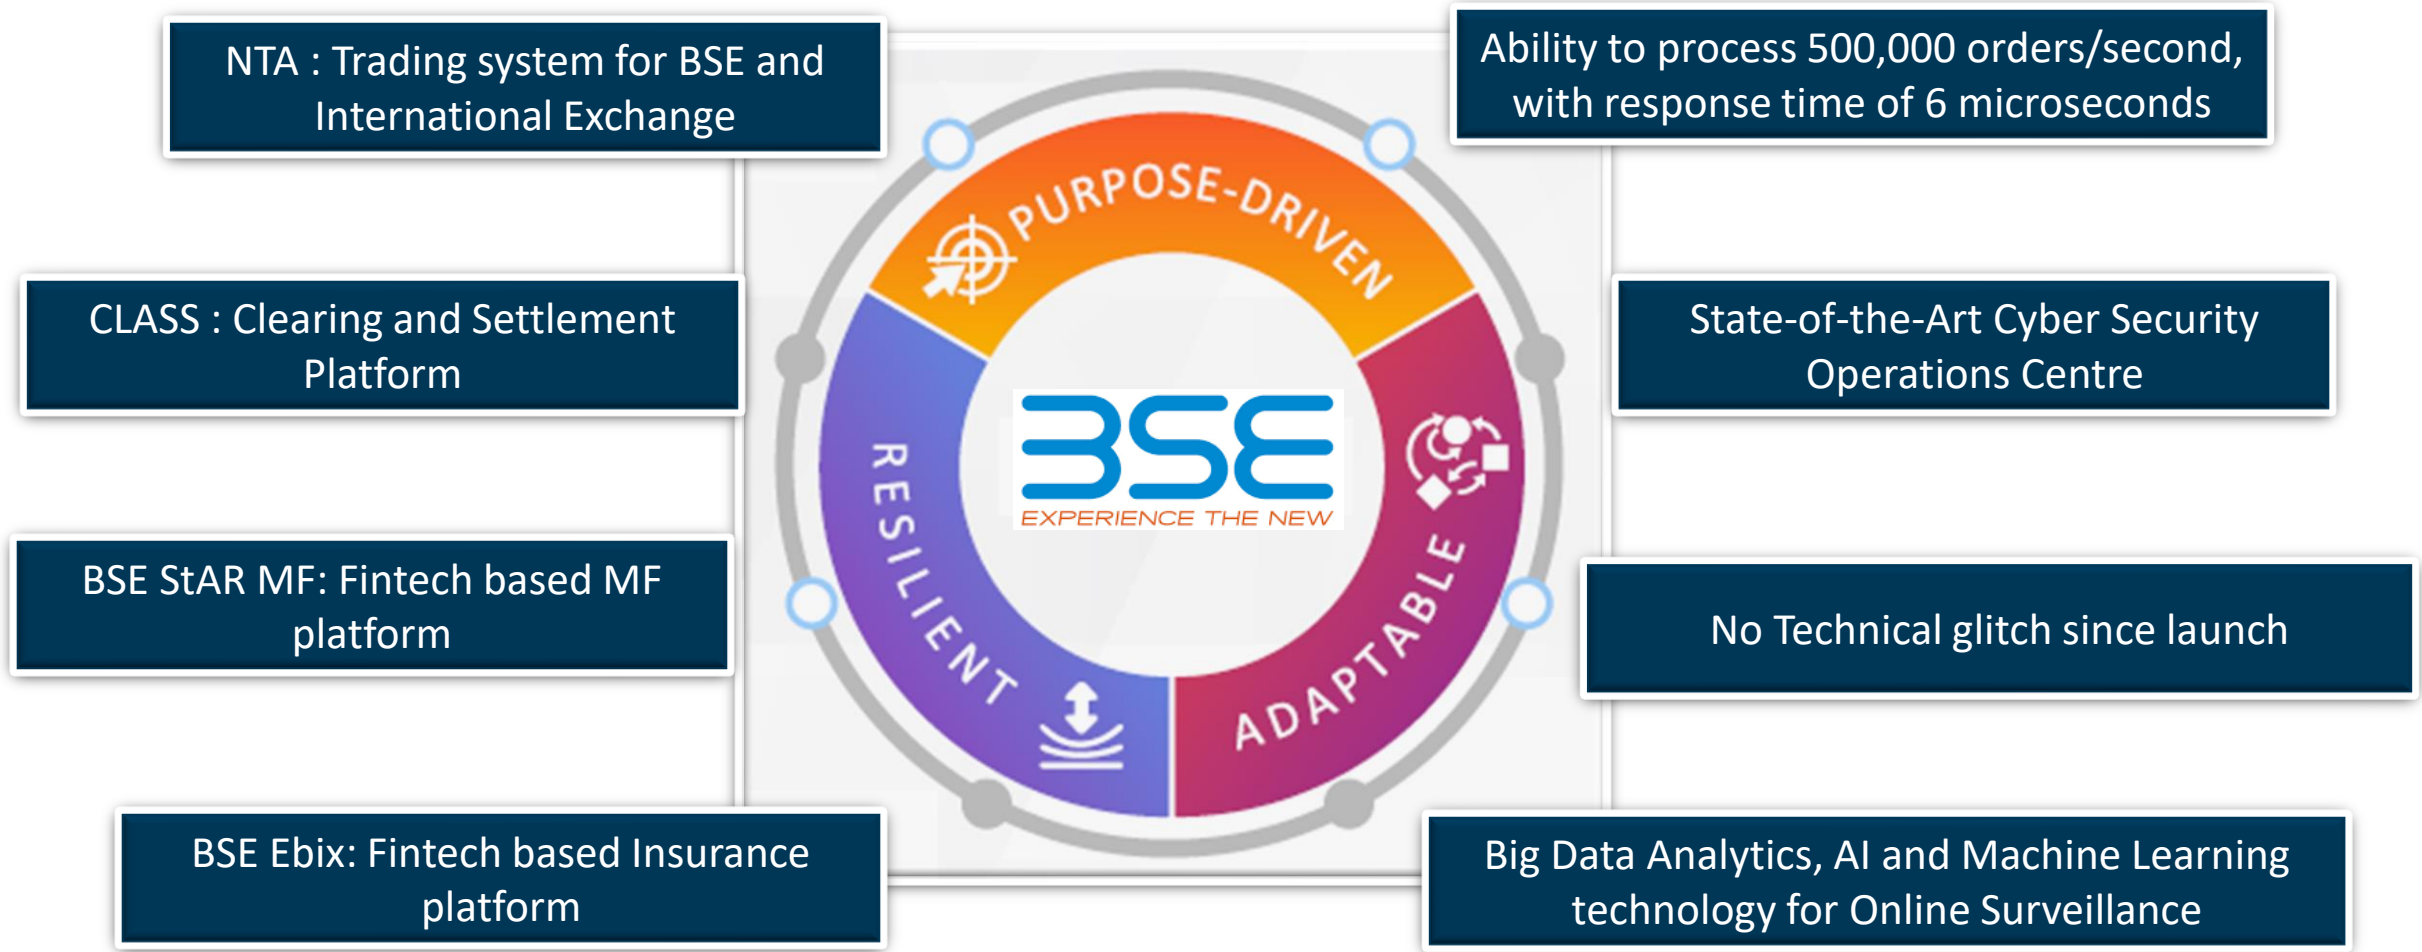 NTA : Trading system for BSE and
International Exchange
Ability to process 500,000 orders/second,
with response time of 6 microseconds
CLASS : Clearing and Settlement
Platform
State-of-the-Art Cyber Security
Operations Centre
BSE StAR MF: Fintech based MF
platform
No Technical glitch since launch
BSE Ebix: Fintech based Insurance
platform
Big Data Analytics, AI and Machine Learning
technology for Online Surveillance
PURPOSE-DRIVEN
RESILIENT
ADAPTABLE
BSE
EXPERIENCE THE NEW